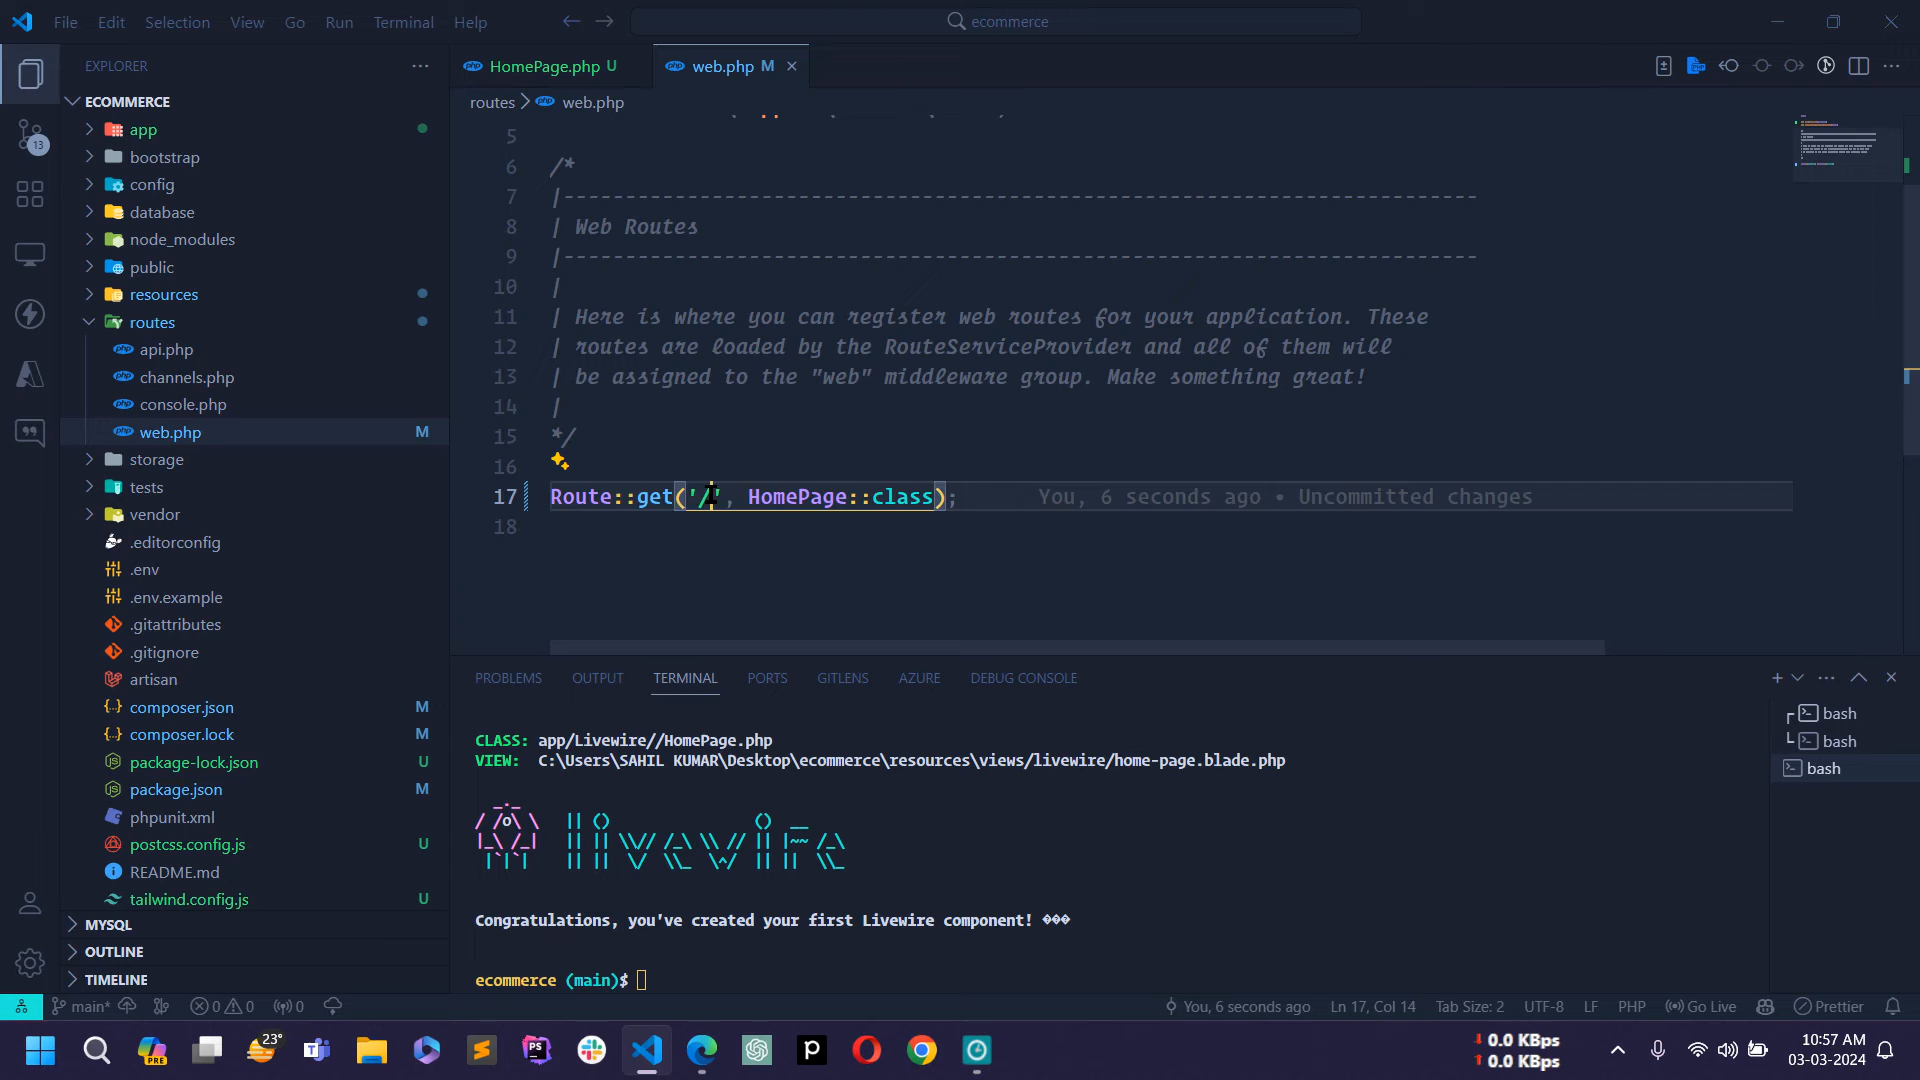 File Edit Selection View Go Run Terminal Help
ecommerce
EXPLORER
HomePage.php U
web.php M
ECOMMERCE
routes > web.php
app
bootstrap
config
database
node_modules
public
resources
routes
api.php
channels.php
console.php
web.php M
storage
tests
vendor
.editorconfig
.env
.env.example
.gitattributes
.gitignore
artisan
composer.json M
composer.lock M
package-lock.json U
package.json M
phpunit.xml
postcss.config.js U
README.md
tailwind.config.js U
MYSQL
OUTLINE
TIMELINE
13
5
6 /*
7 |--------------------------------------------------------------------------
8 | Web Routes
9 |--------------------------------------------------------------------------
10 |
11 | Here is where you can register web routes for your application. These
12 | routes are loaded by the RouteServiceProvider and all of them will
13 | be assigned to the "web" middleware group. Make something great!
14 |
15 */
16
17 Route::get('/', HomePage::class); You, 6 seconds ago • Uncommitted changes
18
PROBLEMS OUTPUT TERMINAL PORTS GITLENS AZURE DEBUG CONSOLE
CLASS: app/Livewire//HomePage.php
VIEW: C:\Users\SAHIL KUMAR\Desktop\ecommerce\resources\views/livewire/home-page.blade.php
Congratulations, you've created your first Livewire component! ���
ecommerce (main)$
bash
bash
bash
main* 0 0 0 You, 6 seconds ago Ln 17, Col 14 Tab Size: 2 UTF-8 LF PHP Go Live Prettier
PRE
23°
PS
0.0 KBps
0.0 KBps
10:57 AM
03-03-2024